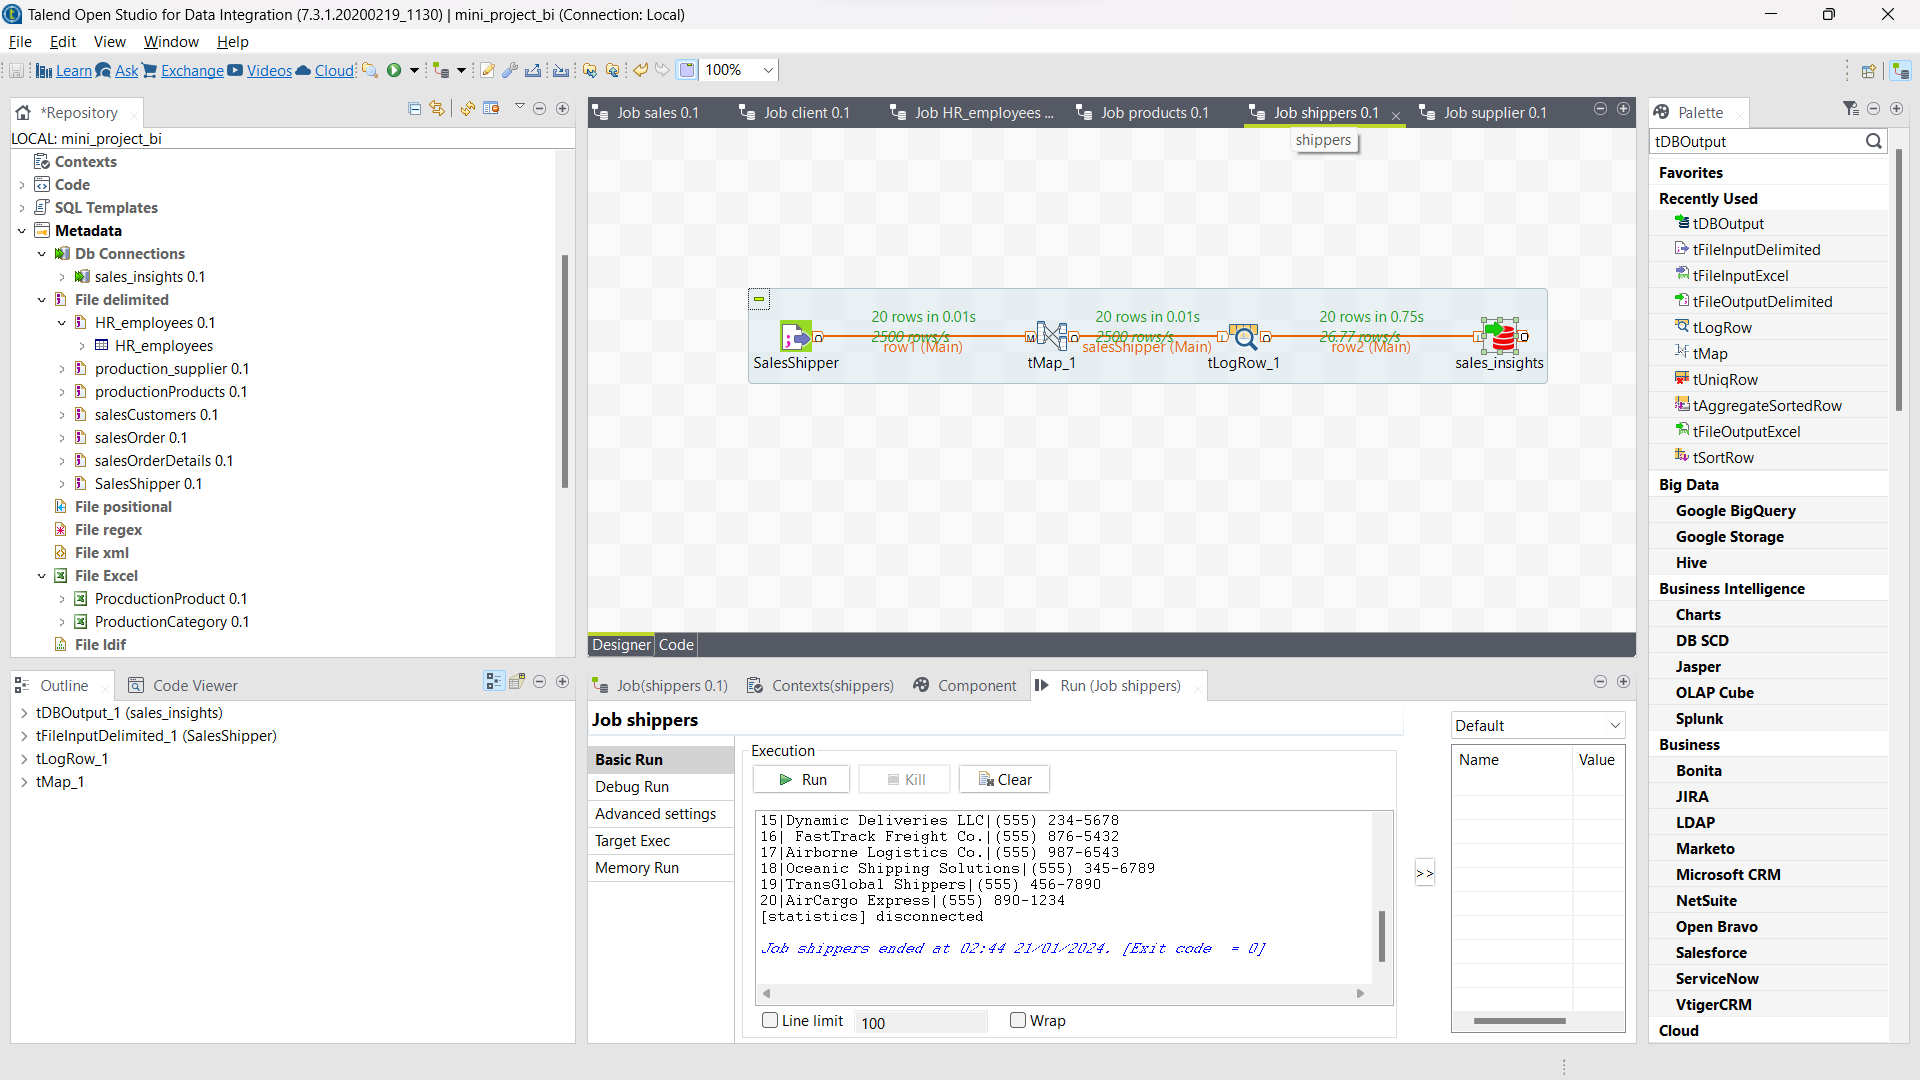 Talend Open Studio for Data Integration (7.3.1.20200219_1130) | mini_project_bi (Connection: Local)
File Edit View Window Help
Learn Ask Exchange Videos Cloud 100%
*Repository
LOCAL: mini_project_bi
Contexts
Code
SQL Templates
Metadata
Db Connections
sales_insights 0.1
File delimited
HR_employees 0.1
HR_employees
production_supplier 0.1
productionProducts 0.1
salesCustomers 0.1
salesOrder 0.1
salesOrderDetails 0.1
SalesShipper 0.1
File positional
File regex
File xml
File Excel
ProcductionProduct 0.1
ProductionCategory 0.1
File ldif
Outline Code Viewer
tDBOutput_1 (sales_insights)
tFileInputDelimited_1 (SalesShipper)
tLogRow_1
tMap_1
Job sales 0.1 Job client 0.1 Job HR_employees ... Job products 0.1 Job shippers 0.1 Job supplier 0.1
shippers
20 rows in 0.01s
2500 rows/s
row1 (Main)
20 rows in 0.01s
2500 rows/s
salesShipper (Main)
20 rows in 0.75s
26.77 rows/s
row2 (Main)
SalesShipper
M
tMap_1
tLogRow_1
sales_insights
Designer Code
Job(shippers 0.1) Contexts(shippers) Component Run (Job shippers)
Job shippers
Basic Run
Debug Run
Advanced settings
Target Exec
Memory Run
Execution
Run Kill Clear
15|Dynamic Deliveries LLC|(555) 234-5678
16| FastTrack Freight Co.|(555) 876-5432
17|Airborne Logistics Co.|(555) 987-6543
18|Oceanic Shipping Solutions|(555) 345-6789
19|TransGlobal Shippers|(555) 456-7890
20|AirCargo Express|(555) 890-1234
[statistics] disconnected
Job shippers ended at 02:44 21/01/2024. [Exit code  = 0]
Line limit 100 Wrap
>>
Default
Name Value
Palette
tDBOutput
Favorites
Recently Used
tDBOutput
tFileInputDelimited
tFileInputExcel
tFileOutputDelimited
tLogRow
tMap
tUniqRow
tAggregateSortedRow
tFileOutputExcel
tSortRow
Big Data
Google BigQuery
Google Storage
Hive
Business Intelligence
Charts
DB SCD
Jasper
OLAP Cube
Splunk
Business
Bonita
JIRA
LDAP
Marketo
Microsoft CRM
NetSuite
Open Bravo
Salesforce
ServiceNow
VtigerCRM
Cloud